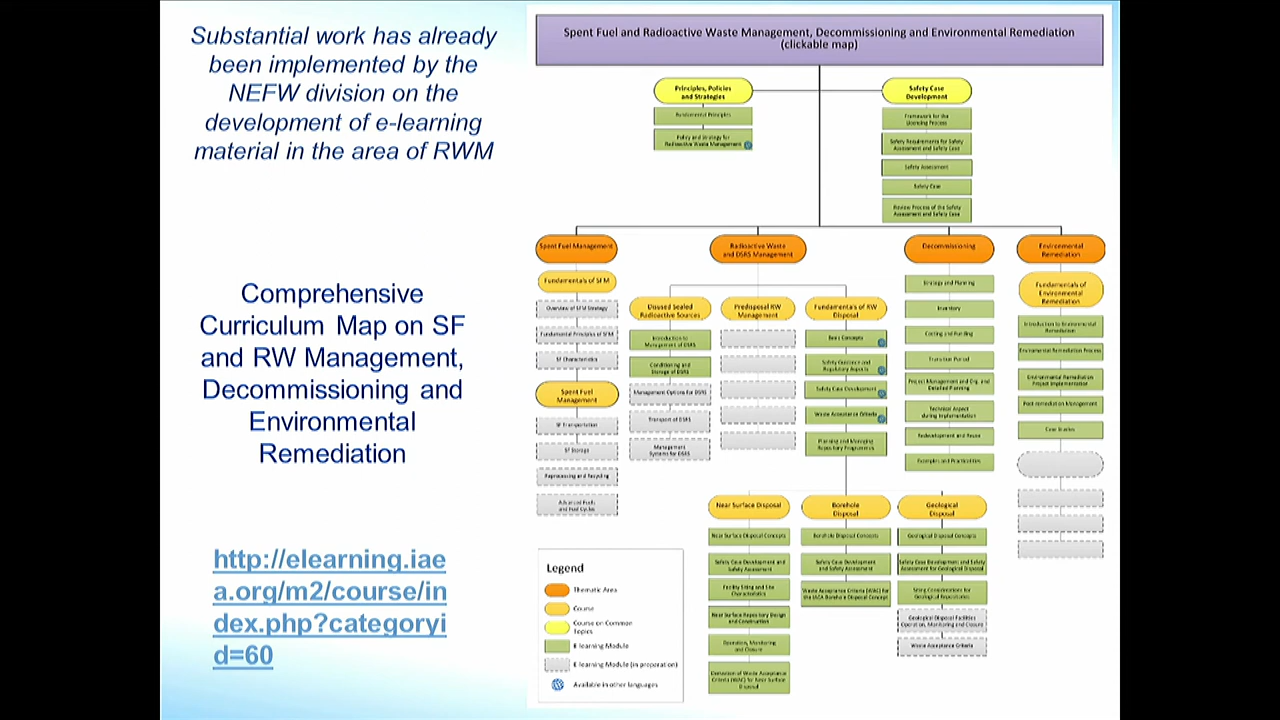 Substantial work has already
been implemented by the
NEFW division on the
development of e-learning
material in the area of RWM
Comprehensive
Curriculum Map on SF
and RW Management,
Decommissioning and
Environmental
Remediation
http://elearning.iae
a.org/m2/course/in
dex.php?categoryi
d=60
Spent Fuel and Radioactive Waste Management, Decommissioning and Environmental Remediation
(clickable map)
Principles, Policies
and Strategies
Fundamental Principles
Policy and Strategy for
Radioactive Waste Management
Safety Case
Development
Framework for the
Licensing Process
Safety Requirements for Safety
Assessment and Safety Case
Safety Assessment
Safety Case
Review Process of the Safety
Assessment and Safety Case
Spent Fuel Management
Fundamentals of SFM
Overview of SFM Strategy
Fundamental Principles of SFM
SF Characteristics
Spent Fuel
Management
SF Transportation
SF Storage
Reprocessing and Recycling
Advanced Fuels
and Fuel Cycles
Radioactive Waste
and DSRS Management
Disused Sealed
Radioactive Sources
Introduction to
Management of DSRS
Conditioning and
Storage of DSRS
Management Options for DSRS
Transport of DSRS
Management
Systems for DSRS
Predisposal RW
Management
Fundamentals of RW
Disposal
Basic Concepts
Safety Guidance and
Regulatory Aspects
Safety Case Development
Waste Acceptance Criteria
Planning and Managing
Repository Programmes
Near Surface Disposal
Near Surface Disposal Concepts
Safety Case Development and
Safety Assessment
Facility Siting and Site
Characteristics
Near Surface Repository Design
and Construction
Operation, Monitoring
and Closure
Derivation of Waste Acceptance
Criteria (WAC) for Near Surface
Disposal
Borehole
Disposal
Borehole Disposal Concepts
Safety Case Development
and Safety Assessment
Waste Acceptance Criteria (WAC) for
the IAEA Borehole Disposal Concept
Geological
Disposal
Geological Disposal Concepts
Safety Case Development and Safety
Assessment for Geological Disposal
Siting Considerations for
Geological Repositories
Geological Disposal Facilities
Operation, Monitoring and Closure
Waste Acceptance Criteria
Decommissioning
Strategy and Planning
Inventory
Costing and Funding
Transition Period
Project Management and Org. and
Detailed Planning
Technical Aspect
during Implementation
Redevelopment and Reuse
Examples and Practicalities
Environmental
Remediation
Fundamentals of
Environmental
Remediation
Introduction to Environmental
Remediation
Environmental Remediation Process
Environmental Remediation
Project Implementation
Post-remediation Management
Case Studies
Legend
Thematic Area
Course
Course on Common
Topics
E-learning Module
E-learning Module (in preparation)
Available in other languages